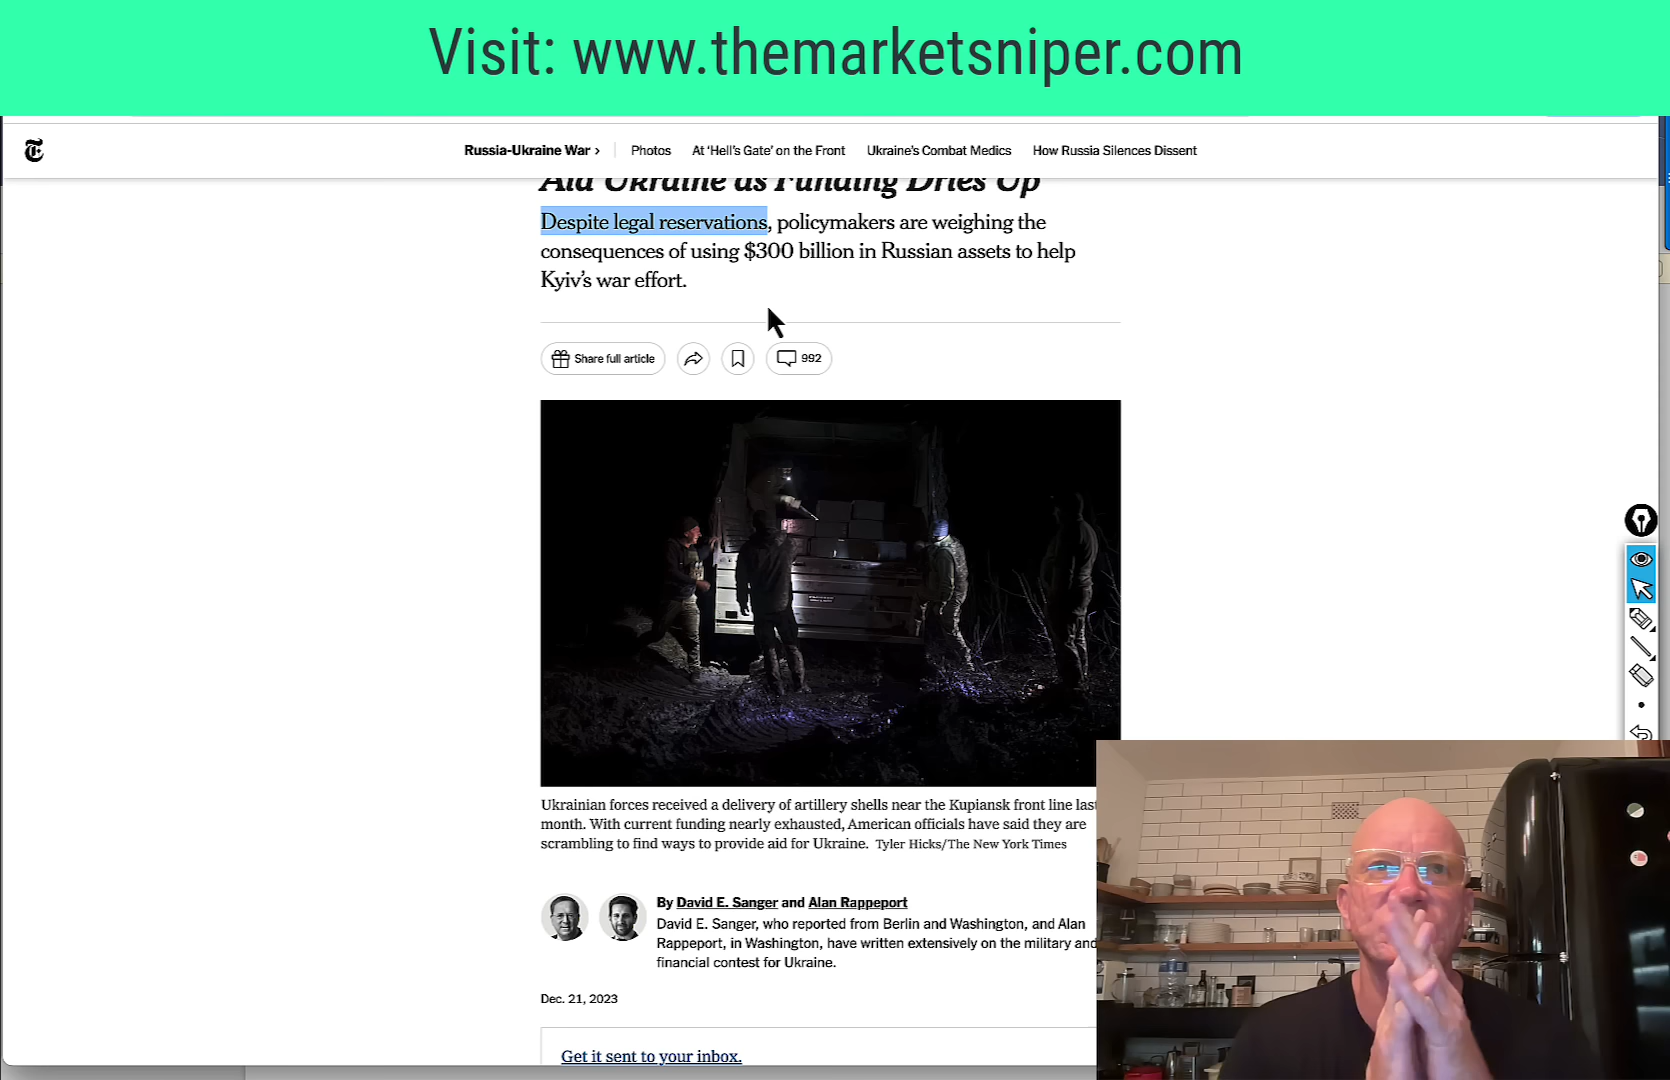 Visit: www.themarketsniper.com
Russia-Ukraine War › Photos At ‘Hell’s Gate’ on the Front Ukraine’s Combat Medics How Russia Silences Dissent
Aid Ukraine as Funding Dries Up
Despite legal reservations, policymakers are weighing the
consequences of using $300 billion in Russian assets to help
Kyiv’s war effort.
Share full article
992
Ukrainian forces received a delivery of artillery shells near the Kupiansk front line last
month. With current funding nearly exhausted, American officials have said they are
scrambling to find ways to provide aid for Ukraine. Tyler Hicks/The New York Times
By David E. Sanger and Alan Rappeport
David E. Sanger, who reported from Berlin and Washington, and Alan
Rappeport, in Washington, have written extensively on the military and
financial contest for Ukraine.
Dec. 21, 2023
Get it sent to your inbox.